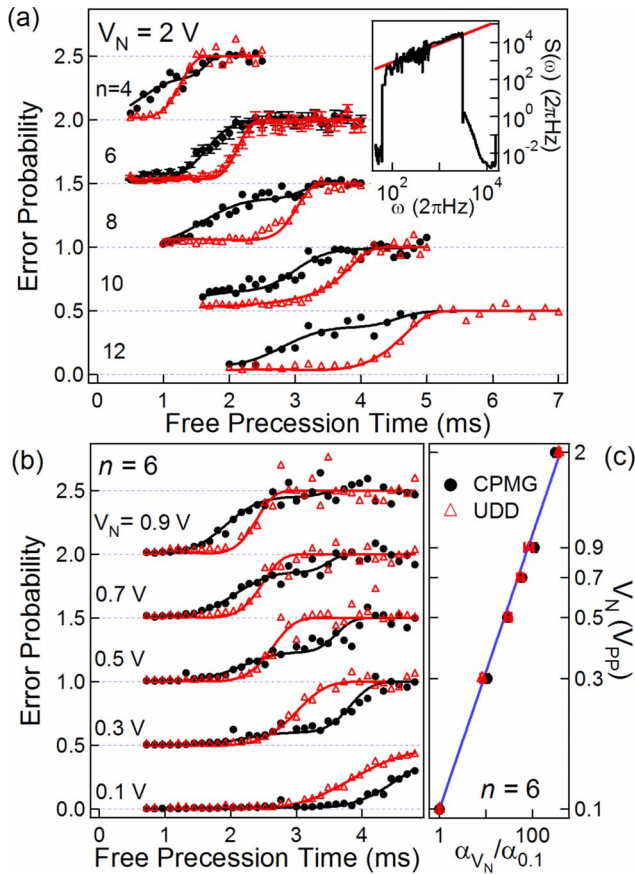 (a)
V_N = 2 V
Error Probability
2.5
2.0
1.5
1.0
0.5
0.0
n=4
6
8
10
12
0 1 2 3 4 5 6 7
Free Precession Time (ms)
S(ω) (2πHz)
10^4
10^2
10^0
10^-2
10^2 10^4
ω (2πHz)
(b)
n = 6
Error Probability
2.5
2.0
1.5
1.0
0.5
0.0
V_N= 0.9 V
0.7 V
0.5 V
0.3 V
0.1 V
0 1 2 3 4
Free Precession Time (ms)
(c)
CPMG
UDD
2
0.9
0.7
0.5
0.3
0.1
V_N (V_PP)
n = 6
1 100
α_V_N/α_0.1